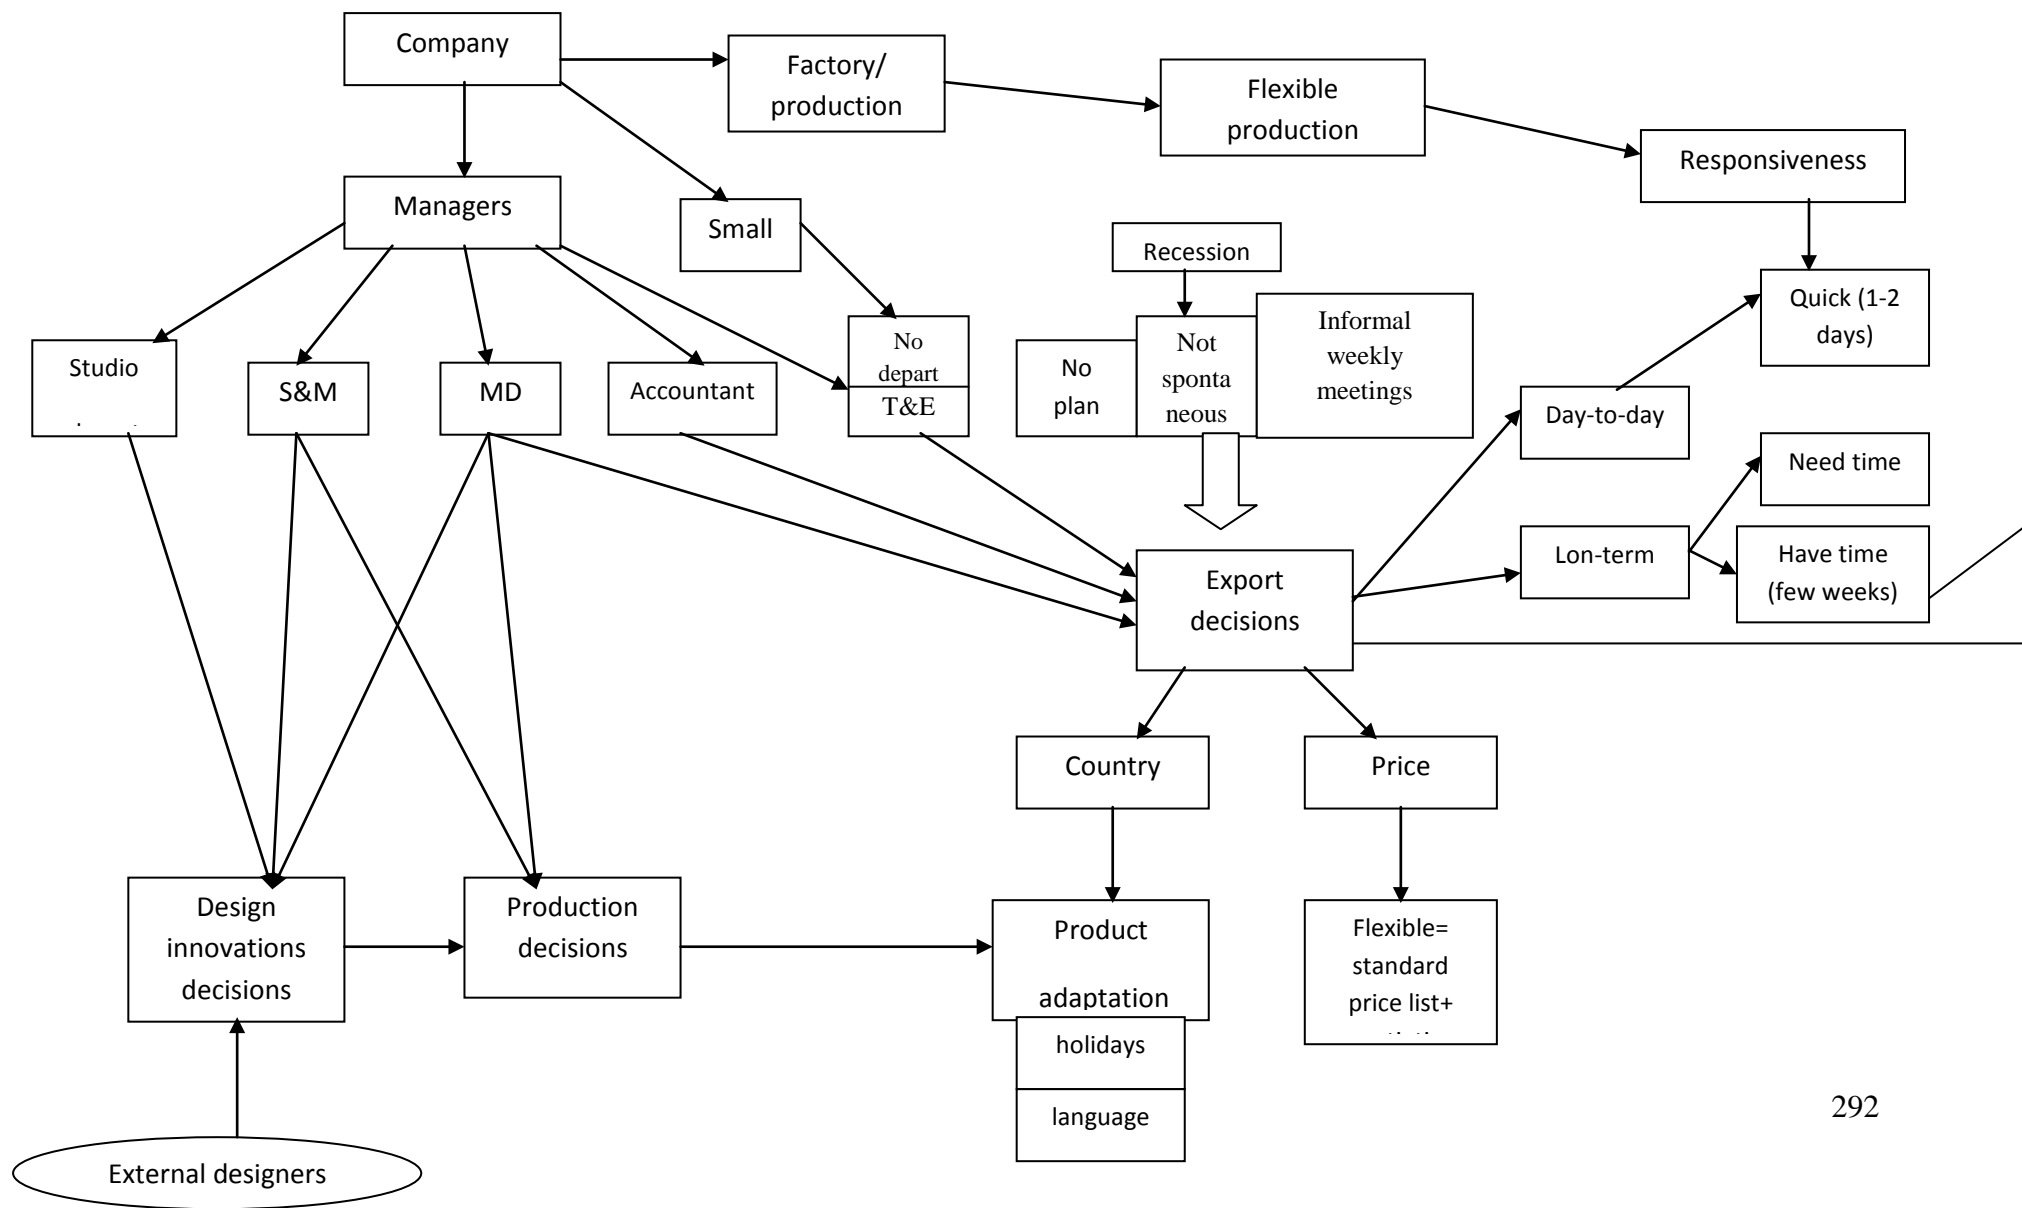 Company
Factory/
production
Flexible
production
Responsiveness
Managers
Small
Recession
Quick (1-2
days)
Studio
S&M
MD
Accountant
No
depart
T&E
No
plan
Not
sponta
neous
Informal
weekly
meetings
Day-to-day
Need time
Lon-term
Have time
(few weeks)
Export
decisions
Country
Price
Design
innovations
decisions
Production
decisions
Product
adaptation
holidays
language
Flexible=
standard
price list+
External designers
292